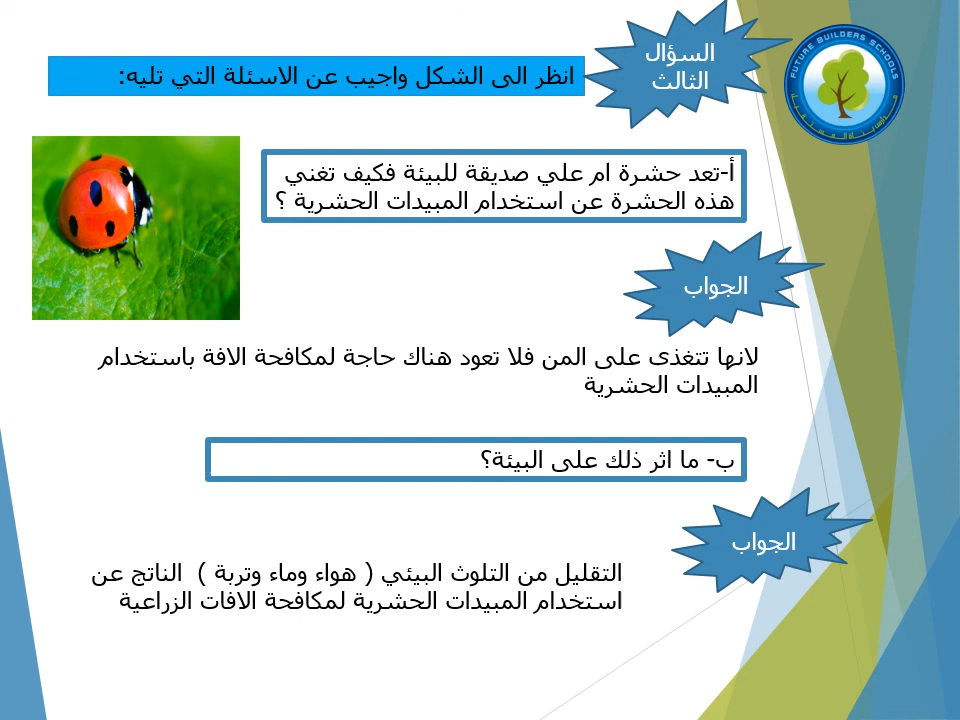 FUTURE BUILDERS SCHOOLS
مدارس بناة المستقبل
السؤال
الثالث
انظر الى الشكل واجيب عن الاسئلة التي تليه:
أ-تعد حشرة ام علي صديقة للبيئة فكيف تغني
هذه الحشرة عن استخدام المبيدات الحشرية ؟
الجواب
لانها تتغذى على المن فلا تعود هناك حاجة لمكافحة الافة باستخدام
المبيدات الحشرية
ب- ما اثر ذلك على البيئة؟
الجواب
التقليل من التلوث البيئي ( هواء وماء وتربة ) الناتج عن
استخدام المبيدات الحشرية لمكافحة الافات الزراعية